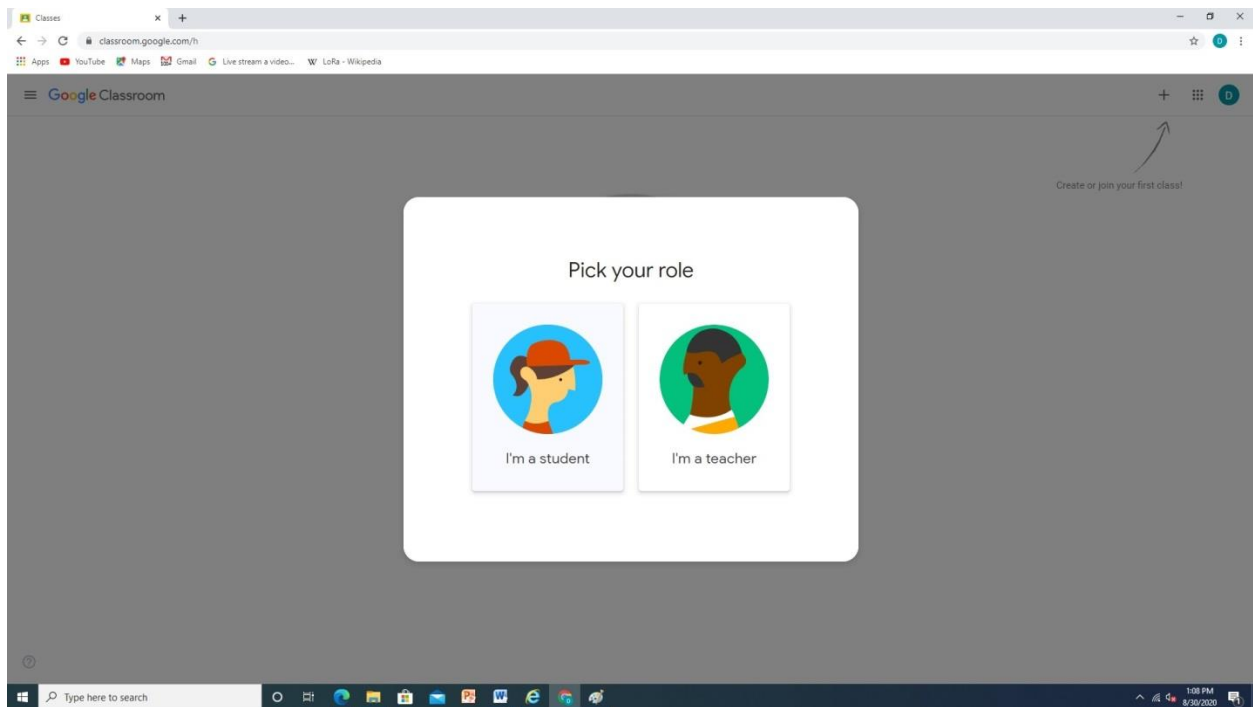 Classes
classroom.google.com/h
Apps YouTube Maps Gmail Live stream a video... LoRa - Wikipedia
Google Classroom
D
Create or join your first class!
Pick your role
I'm a student
I'm a teacher
Type here to search
1:08 PM
8/30/2020